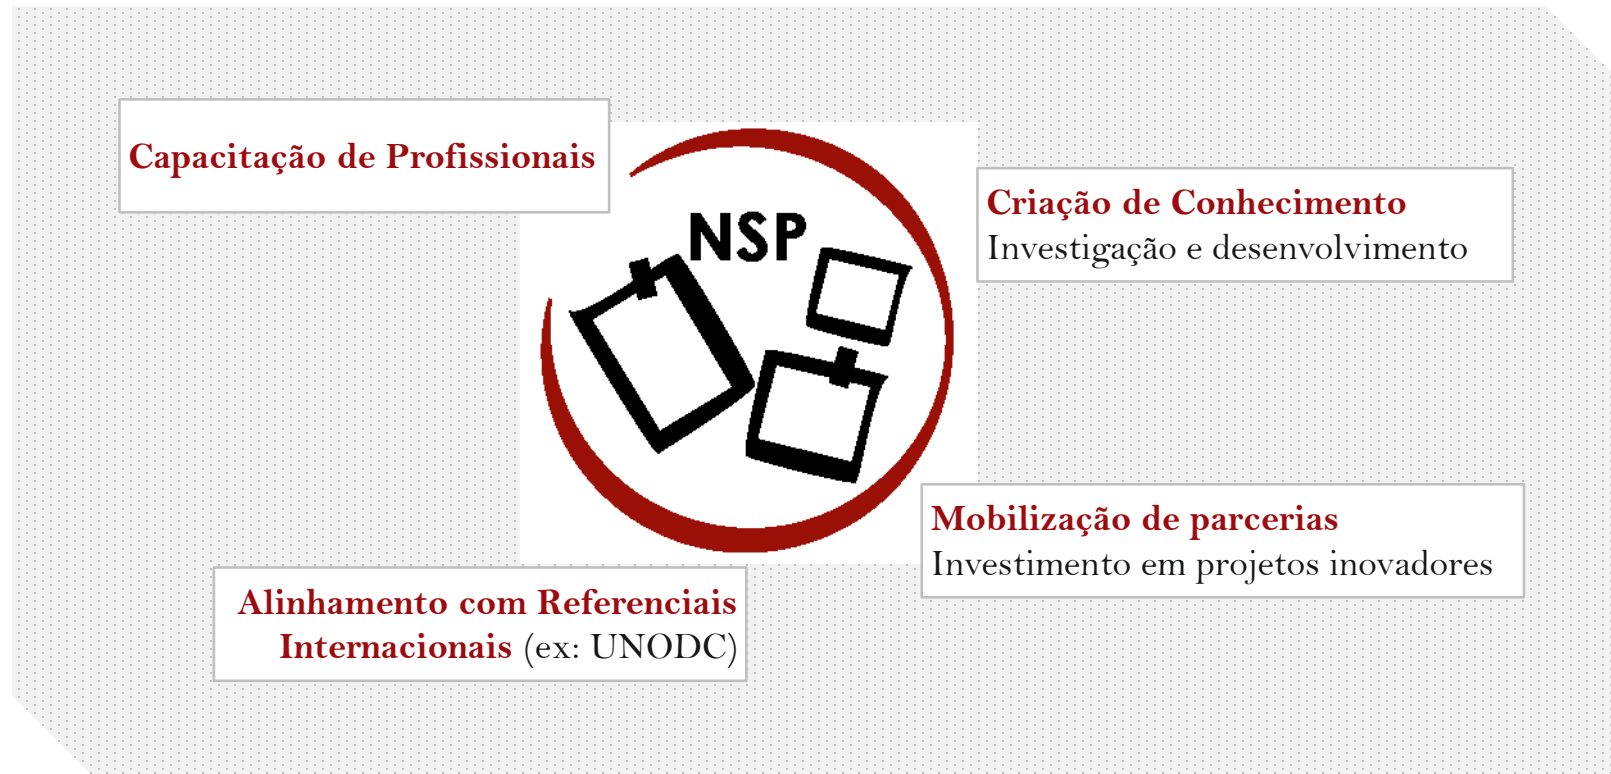 Capacitação de Profissionais
NSP
Criação de Conhecimento
Investigação e desenvolvimento
Mobilização de parcerias
Investimento em projetos inovadores
Alinhamento com Referenciais
Internacionais (ex: UNODC)